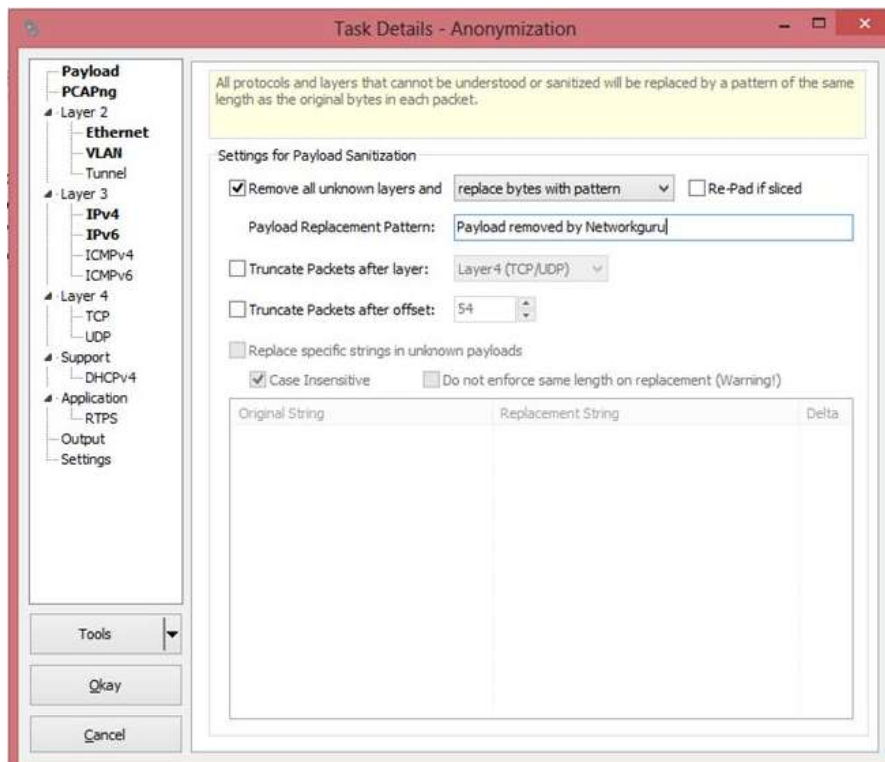 Task Details - Anonymization
Payload
PCAPng
Layer 2
Ethernet
VLAN
Tunnel
Layer 3
IPv4
IPv6
ICMPv4
ICMPv6
Layer 4
TCP
UDP
Support
DHCPv4
Application
RTPS
Output
Settings
Tools
Okay
Cancel
All protocols and layers that cannot be understood or sanitized will be replaced by a pattern of the same
length as the original bytes in each packet.
Settings for Payload Sanitization
Remove all unknown layers and replace bytes with pattern Re-Pad if sliced
Payload Replacement Pattern: Payload removed by Networkguru
Truncate Packets after layer: Layer4 (TCP/UDP)
Truncate Packets after offset: 54
Replace specific strings in unknown payloads
Case Insensitive Do not enforce same length on replacement (Warning!)
Original String Replacement String Delta